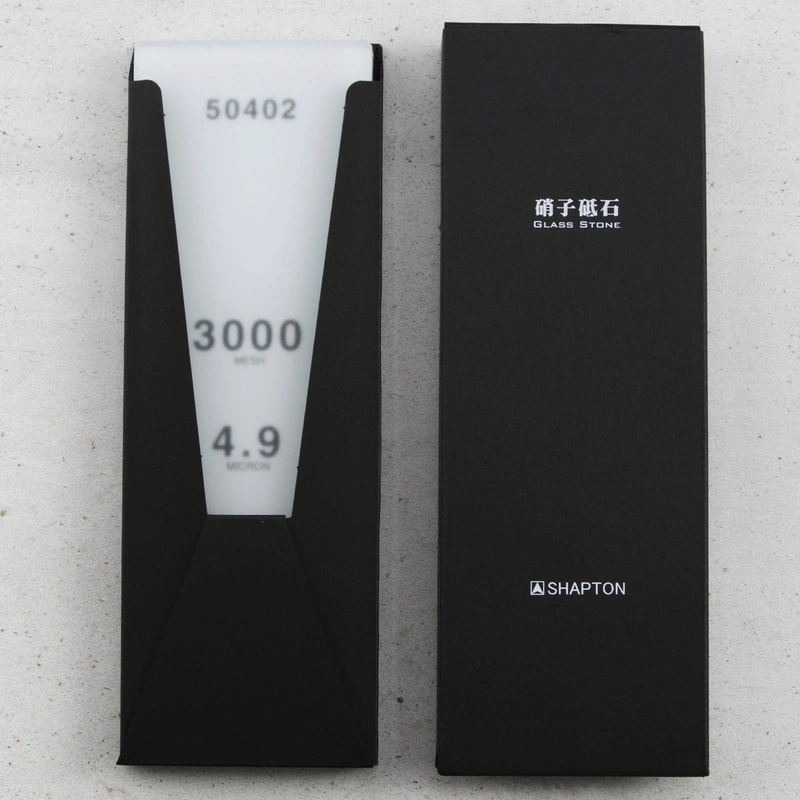 50402
3000
MESH
4.9
MICRON
硝子砥石
GLASS STONE
SHAPTON